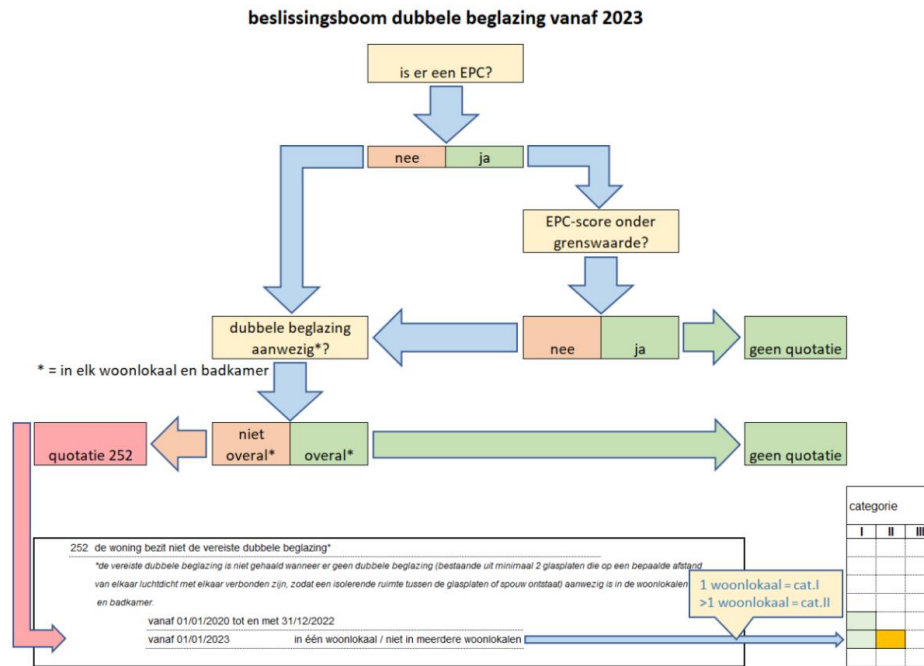 beslissingsboom dubbele beglazing vanaf 2023
is er een EPC?
nee
ja
EPC-score onder
grenswaarde?
dubbele beglazing
aanwezig*?
nee
ja
geen quotatie
* = in elk woonlokaal en badkamer
quotatie 252
niet
overal*
overal*
geen quotatie
categorie
I
II
III
252 de woning bezit niet de vereiste dubbele beglazing*
*de vereiste dubbele beglazing is niet gehaald wanneer er geen dubbele beglazing (bestaande uit minimaal 2 glasplaten die op een bepaalde afstand
van elkaar luchtdicht met elkaar verbonden zijn, zodat een isolerende ruimte tussen de glasplaten of spouw ontstaat) aanwezig is in de woonlokalen
en badkamer.
1 woonlokaal = cat.I
>1 woonlokaal = cat.II
vanaf 01/01/2020 tot en met 31/12/2022
vanaf 01/01/2023 in één woonlokaal / niet in meerdere woonlokalen